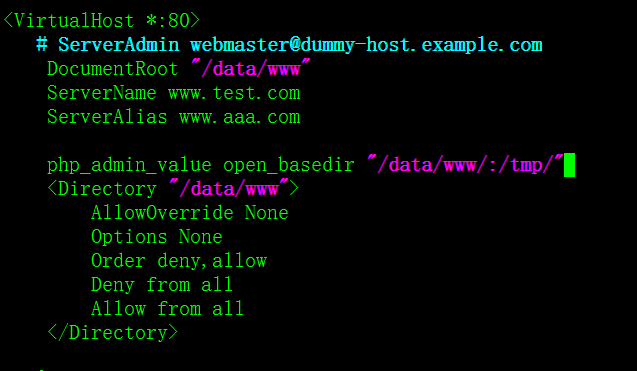 <VirtualHost *:80>
# ServerAdmin webmaster@dummy-host.example.com
DocumentRoot "/data/www"
ServerName www.test.com
ServerAlias www.aaa.com
php_admin_value open_basedir "/data/www/:/tmp/"
<Directory "/data/www">
AllowOverride None
Options None
Order deny,allow
Deny from all
Allow from all
</Directory>